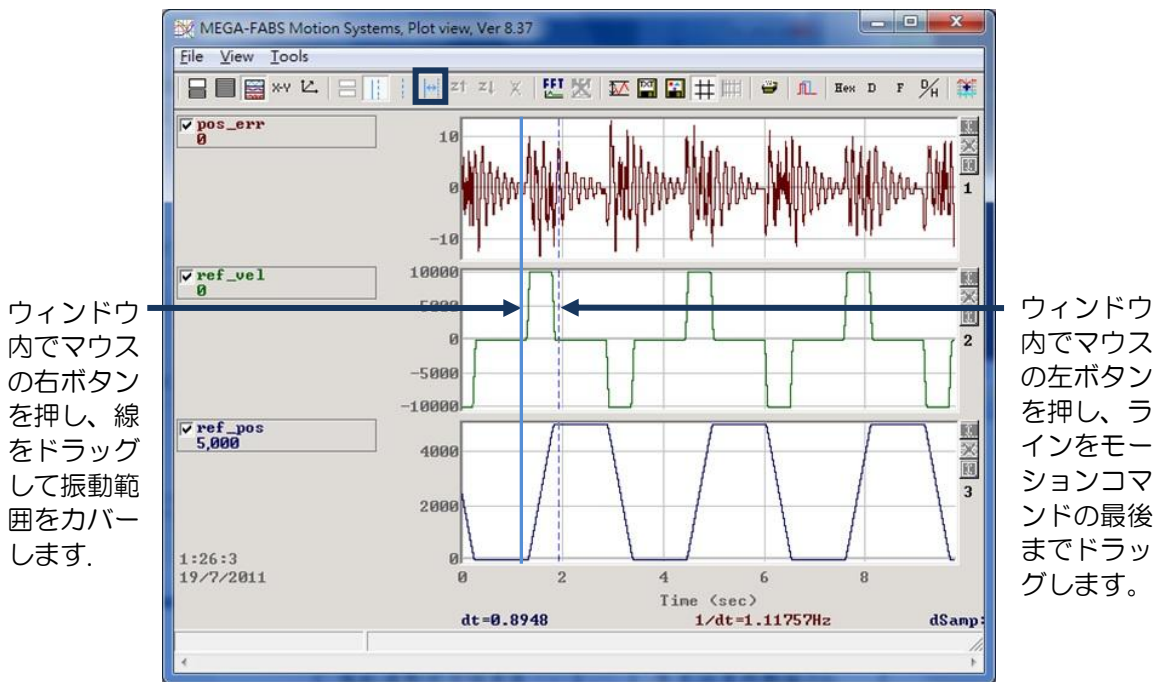 MEGA-FABS Motion Systems, Plot view, Ver 8.37
File View Tools
X-Y z↑ z↓ FFT Hex D F D/H
pos_err
0
10
0
-10
1
ref_vel
0
10000
5000
0
-5000
-10000
2
ref_pos
5,000
4000
2000
0
3
1:26:3
19/7/2011
0 2 4 6 8
Time (sec)
dt=0.8948 1/dt=1.11757Hz dSamp:
ウィンドウ
内でマウス
の右ボタン
を押し、線
をドラッグ
して振動範
囲をカバー
します.
ウィンドウ
内でマウス
の左ボタン
を押し、ラ
インをモー
ションコマ
ンドの最後
までドラッ
グします。